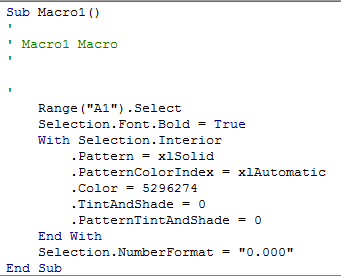 Sub Macro1()
'
' Macro1 Macro
'

'
    Range("A1").Select
    Selection.Font.Bold = True
    With Selection.Interior
        .Pattern = xlSolid
        .PatternColorIndex = xlAutomatic
        .Color = 5296274
        .TintAndShade = 0
        .PatternTintAndShade = 0
    End With
    Selection.NumberFormat = "0.000"
End Sub